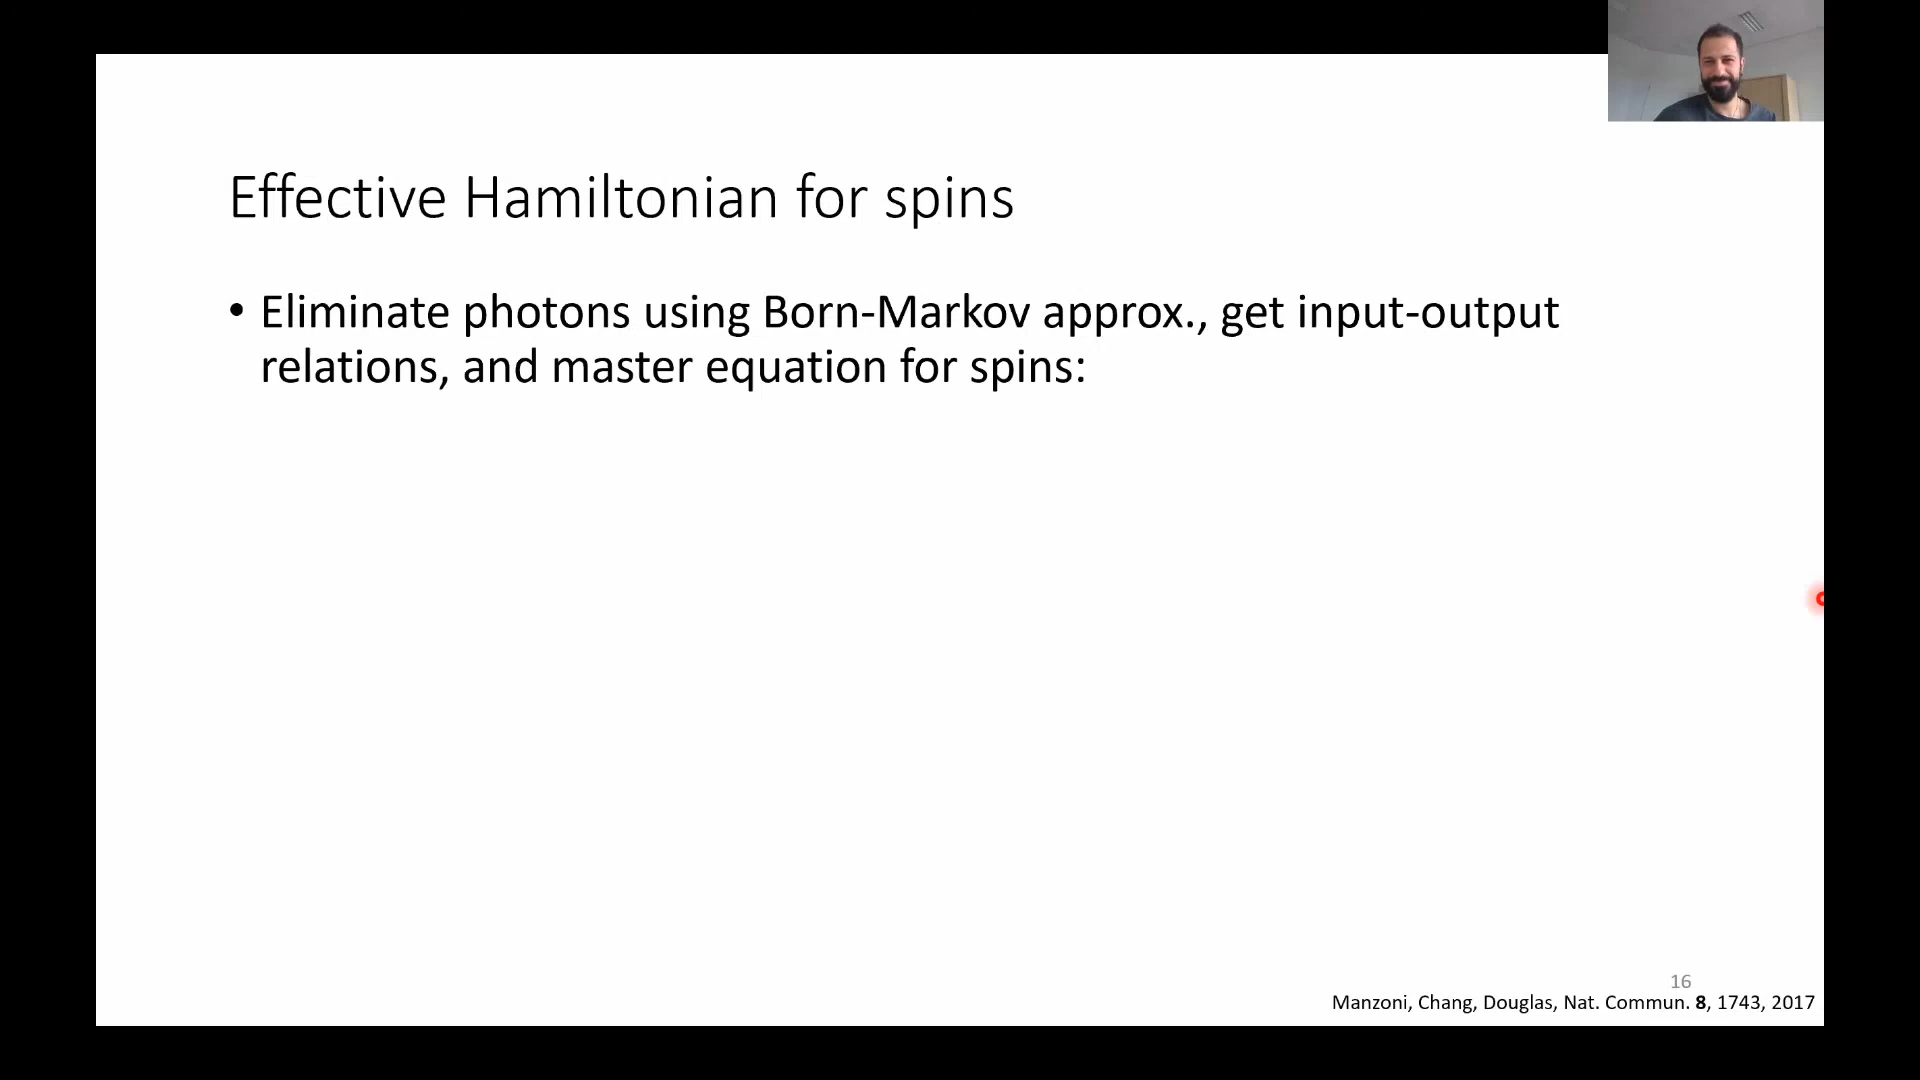 Effective Hamiltonian for spins
• Eliminate photons using Born-Markov approx., get input-output
relations, and master equation for spins:
16
Manzoni, Chang, Douglas, Nat. Commun. 8, 1743, 2017